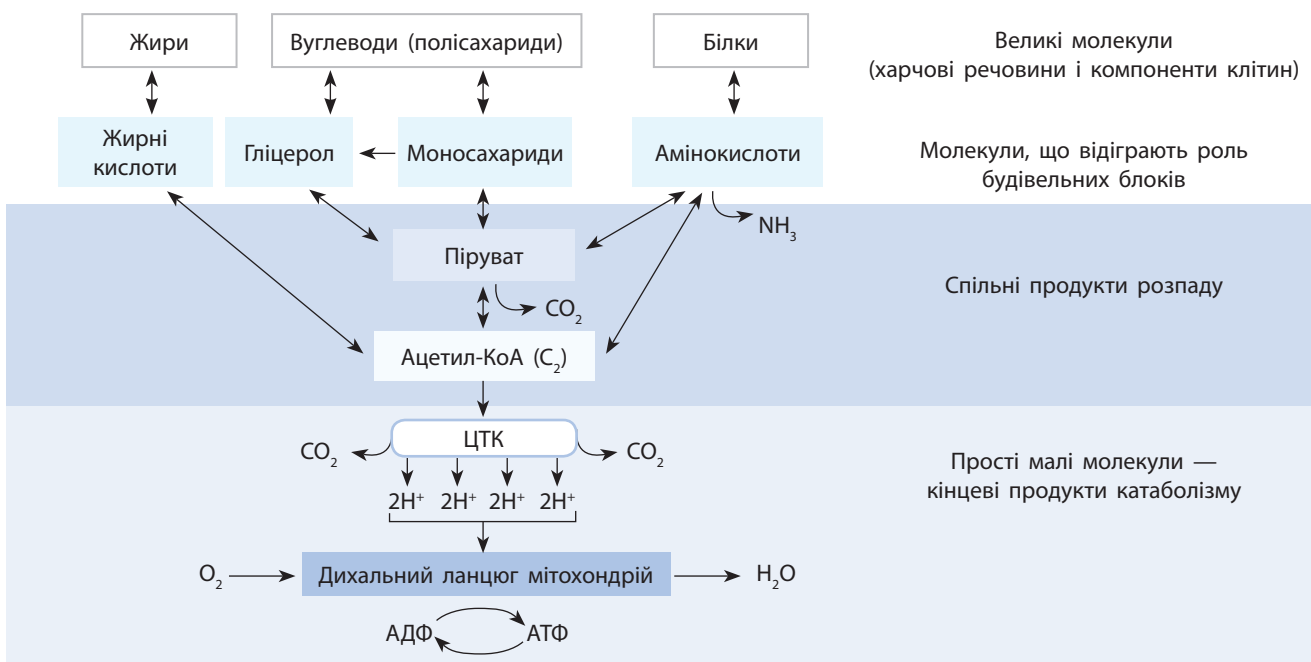 Жири
Вуглеводи (полісахариди)
Білки
Великі молекули
(харчові речовини і компоненти клітин)
Жирні
кислоти
Гліцерол
Моносахариди
Амінокислоти
Молекули, що відіграють роль
будівельних блоків
NH₃
Піруват
CO₂
Спільні продукти розпаду
Ацетил-КоА (C₂)
ЦТК
CO₂
CO₂
Прості малі молекули —
кінцеві продукти катаболізму
2H⁺ 2H⁺ 2H⁺ 2H⁺
O₂
Дихальний ланцюг мітохондрій
H₂O
АДФ
АТФ